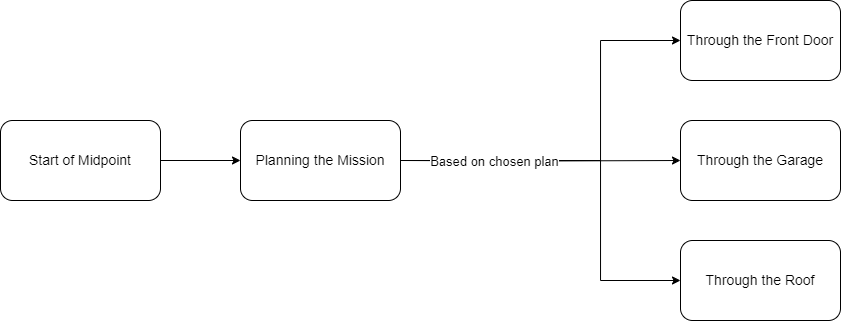 Start of Midpoint
Planning the Mission
Based on chosen plan
Through the Front Door
Through the Garage
Through the Roof